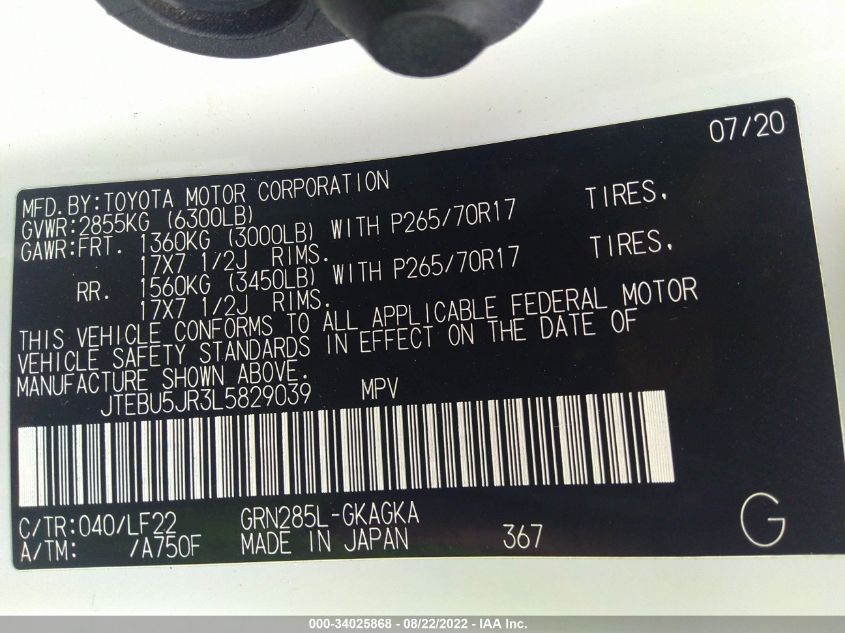 07/20
MFD.BY:TOYOTA MOTOR CORPORATION
GVWR:2855KG (6300LB)
GAWR:FRT. 1360KG (3000LB) WITH P265/70R17 TIRES.
17X7 1/2J RIMS.
RR. 1560KG (3450LB) WITH P265/70R17 TIRES.
17X7 1/2J RIMS.
THIS VEHICLE CONFORMS TO ALL APPLICABLE FEDERAL MOTOR
VEHICLE SAFETY STANDARDS IN EFFECT ON THE DATE OF
MANUFACTURE SHOWN ABOVE.
JTEBU5JR3L5829039 MPV
C/TR:040/LF22 GRN285L-GKAGKA
A/TM: /A750F MADE IN JAPAN 367 G
000-34025868 - 08/22/2022 - IAA Inc.